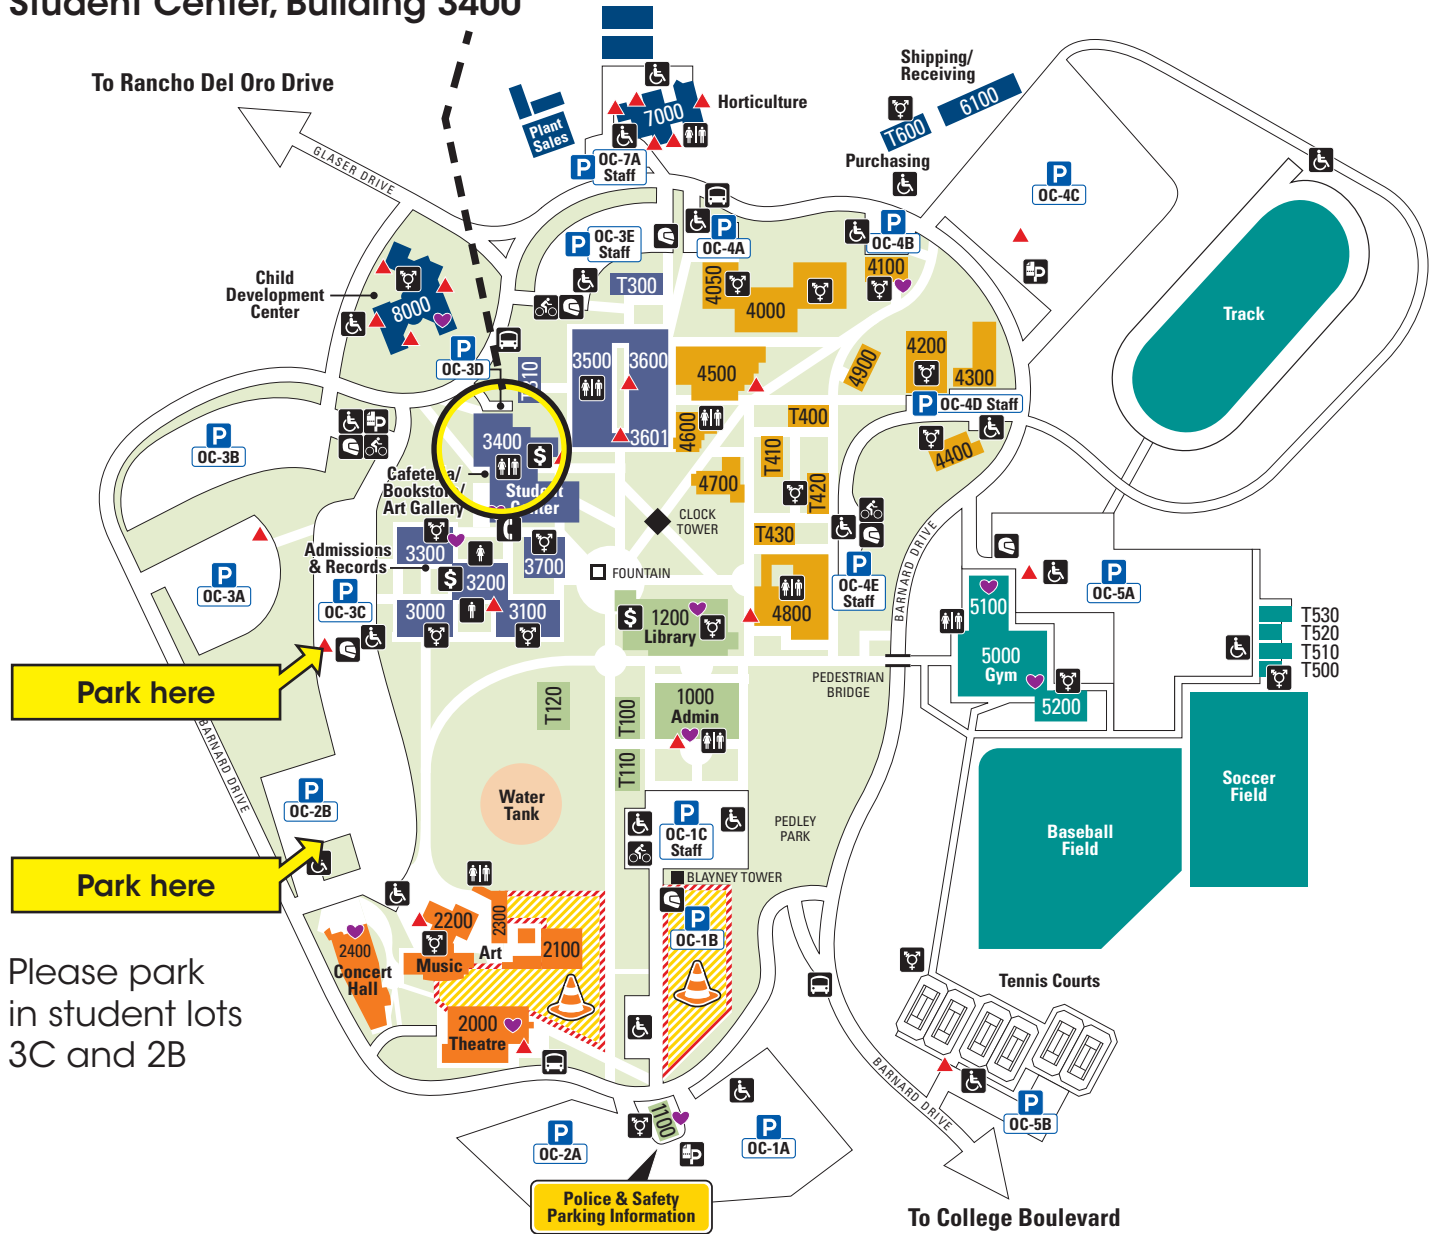 Student Center, Building 3400
To Rancho Del Oro Drive
GLASER DRIVE
Plant
Sales
7000
Horticulture
P
OC-7A
Staff
Shipping/
Receiving
6100
T600
Purchasing
P
OC-4C
P
OC-3E
Staff
P
OC-4A
P
OC-4B
4100
Child
Development
Center
8000
T300
4050
4000
Track
P
OC-3D
3500
3600
3601
4500
4900
4200
4300
P
OC-4D Staff
4400
P
OC-3B
3400
$
Cafeteria/
Bookstore/
Art Gallery
Student
Center
4600
T400
T410
T420
4700
CLOCK
TOWER
T430
Admissions
& Records
3300
$
3200
3700
FOUNTAIN
P
OC-3A
P
OC-3C
3000
3100
$
1200
Library
4800
P
OC-4E
Staff
BARNARD DRIVE
5100
P
OC-5A
T530
T520
T510
T500
5000
Gym
5200
Park here
PEDESTRIAN
BRIDGE
T120
T100
1000
Admin
T110
BARNARD DRIVE
P
OC-2B
Water
Tank
P
OC-1C
Staff
PEDLEY
PARK
Soccer
Field
Baseball
Field
Park here
BLAYNEY TOWER
P
OC-1B
2400
Concert
Hall
2200
Music
2300
Art
2100
2000
Theatre
Please park
in student lots
3C and 2B
Tennis Courts
BARNARD DRIVE
P
OC-5B
1100
P
P
OC-2A
P
OC-1A
Police & Safety
Parking Information
To College Boulevard